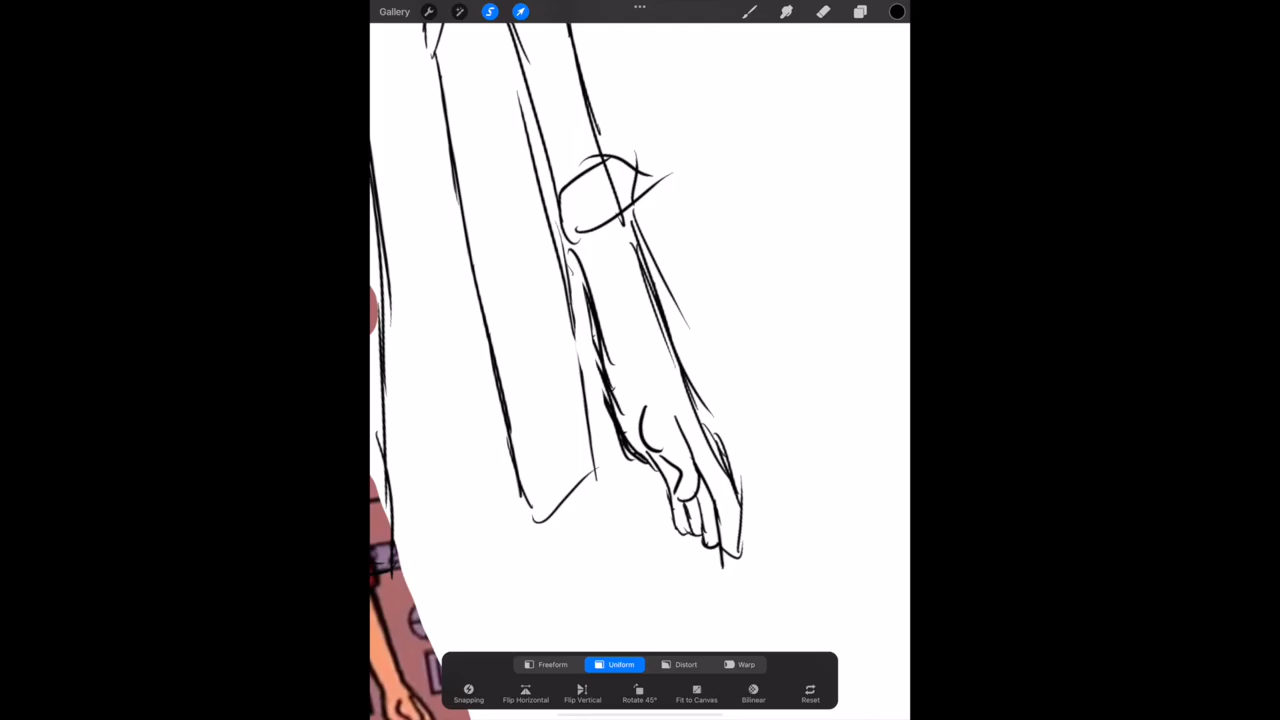 Gallery
Freeform Uniform Distort Warp
Snapping Flip Horizontal Flip Vertical Rotate 45° Fit to Canvas Bilinear Reset